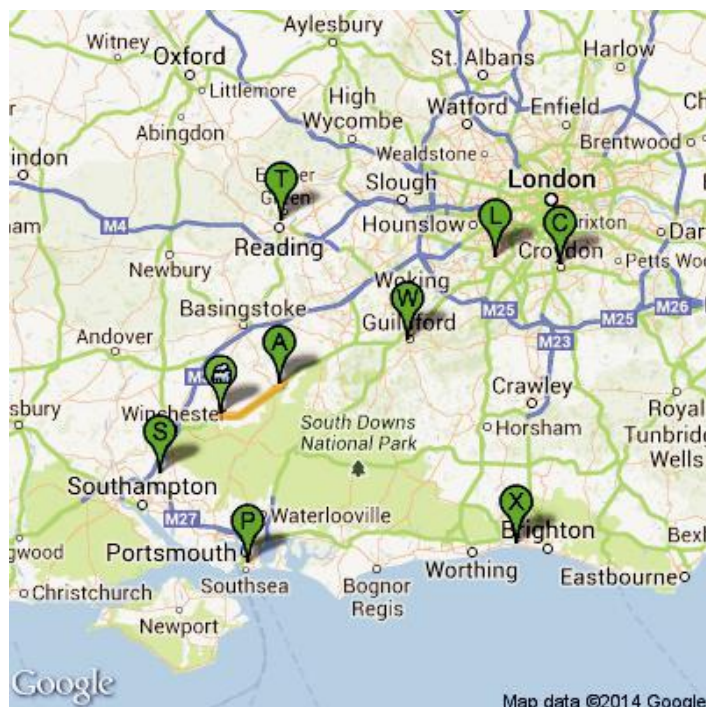 Aylesbury
Witney
Oxford
St. Albans
Harlow
Littlemore
High
Wycombe
Watford
Enfield
Abingdon
Wealdstone
Brentwood
T
Slough
London
M4
L
C
Hounslow
Reading
Newbury
Croydon
Petts
Woking
W
Basingstoke
Guildford
M25
M25
M26
M23
Andover
A
Crawley
Winchester
South Downs
National Park
Horsham
Royal
Tunbridge
Wells
S
Southampton
X
M27
P
Waterlooville
Portsmouth
Brighton
Southsea
Bognor
Regis
Worthing
Eastbourne
Christchurch
Newport
Google
Map data ©2014 Google